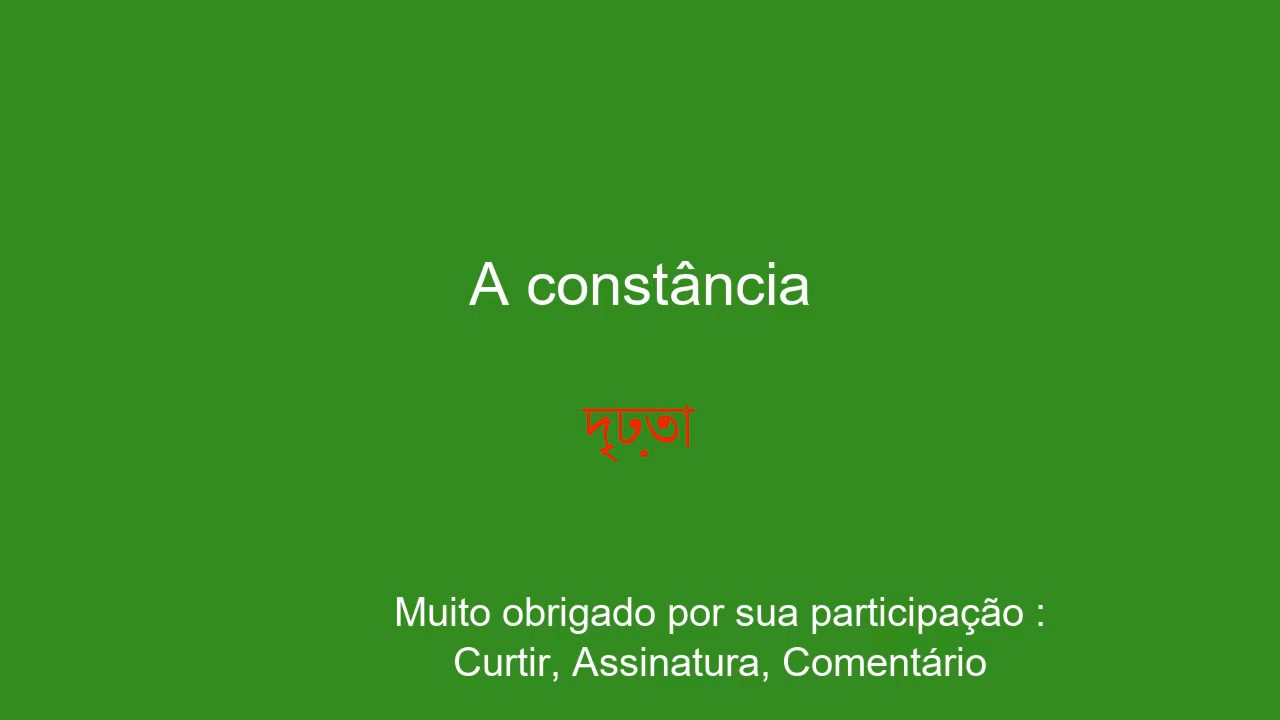 A constância
দৃঢ়তা
Muito obrigado por sua participação :
Curtir, Assinatura, Comentário